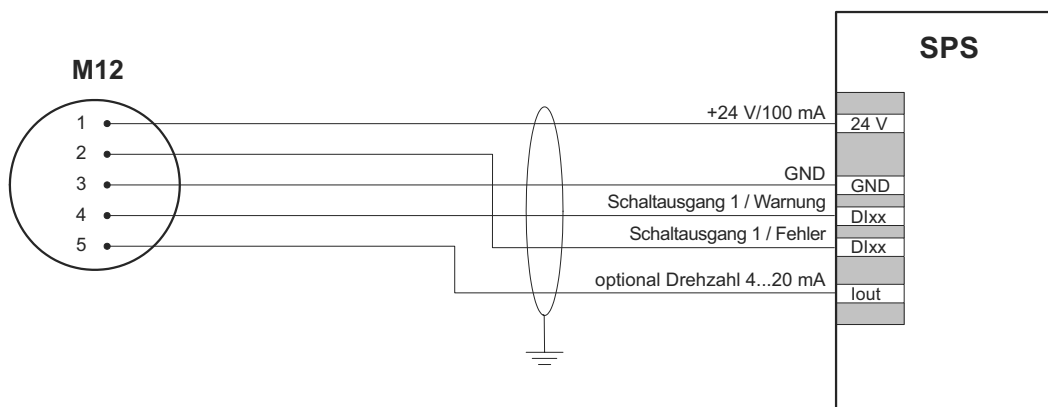 SPS
M12
1
2
3
4
5
+24 V/100 mA
24 V
GND
GND
Schaltausgang 1 / Warnung
DIxx
Schaltausgang 1 / Fehler
DIxx
optional Drehzahl 4...20 mA
Iout